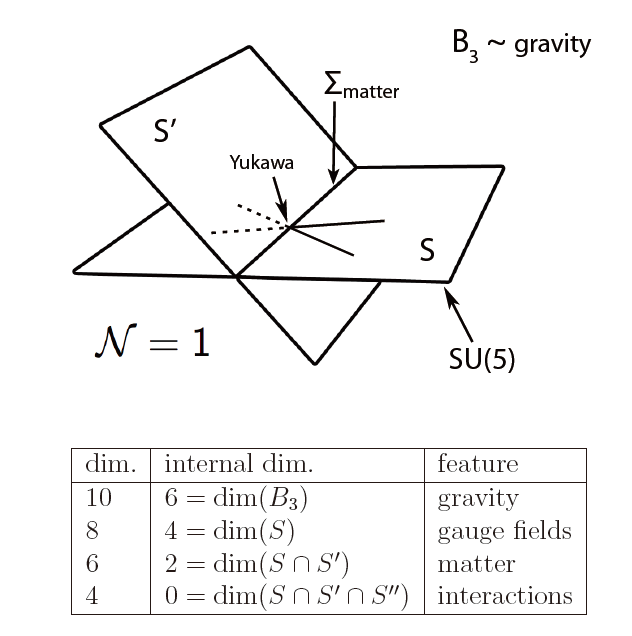 B₃ ~ gravity
Σmatter
S′
Yukawa
S
𝒩 = 1
SU(5)
dim. internal dim. feature
10 6 = dim(B₃) gravity
8 4 = dim(S) gauge fields
6 2 = dim(S ∩ S′) matter
4 0 = dim(S ∩ S′ ∩ S″) interactions